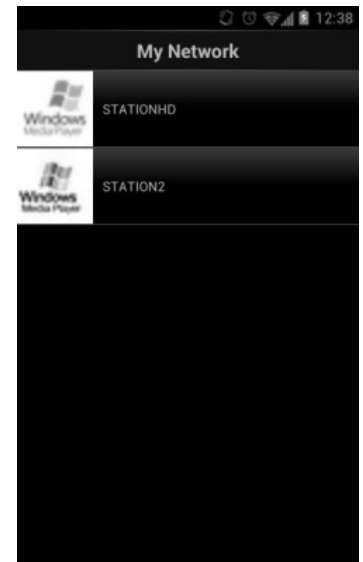 12:38
My Network
Windows
Media Player
STATIONHD
Windows
Media Player
STATION2